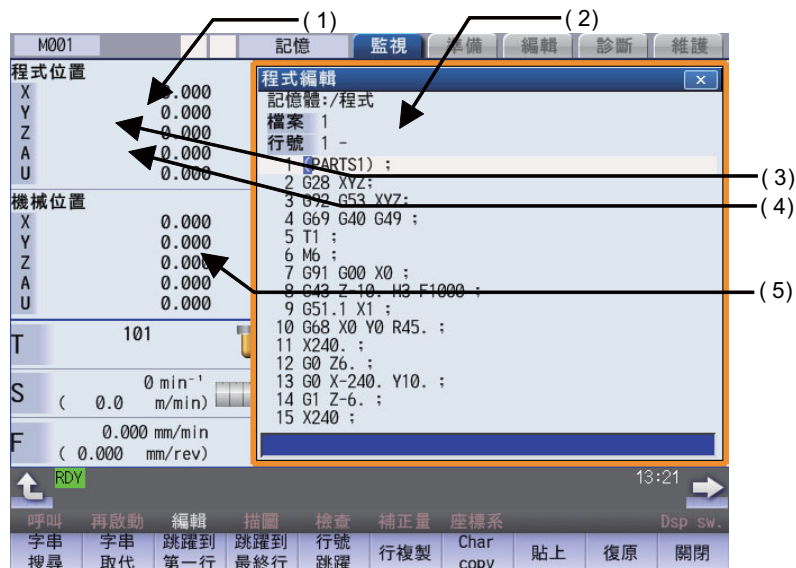 ( 1)
( 2)
M001 記憶 監視 準備 編輯 診斷 維護
程式位置
X 0.000
Y 0.000
Z 0.000
A 0.000
U 0.000
機械位置
X 0.000
Y 0.000
Z 0.000
A 0.000
U 0.000
T 101
S 0 min⁻¹
( 0.0 m/min)
F 0.000 mm/min
( 0.000 mm/rev)
程式編輯 ×
記憶體:/程式
檔案 1
行號 1 -
1 (PARTS1) ;
2 G28 XYZ;
3 G92 G53 XYZ;
4 G69 G40 G49 ;
5 T1 ;
6 M6 ;
7 G91 G00 X0 ;
8 G43 Z-10. H3 F1000 ;
9 G51.1 X1 ;
10 G68 X0 Y0 R45. ;
11 X240. ;
12 G0 Z6. ;
13 G0 X-240. Y10. ;
14 G1 Z-6. ;
15 X240 ;
( 3)
( 4)
( 5)
RDY 13:21
呼叫 再啟動 編輯 描圖 檢查 補正量 座標系 Dsp sw.
字串搜尋 字串取代 跳躍到第一行 跳躍到最終行 行號跳躍 行複製 Char copy 貼上 復原 關閉